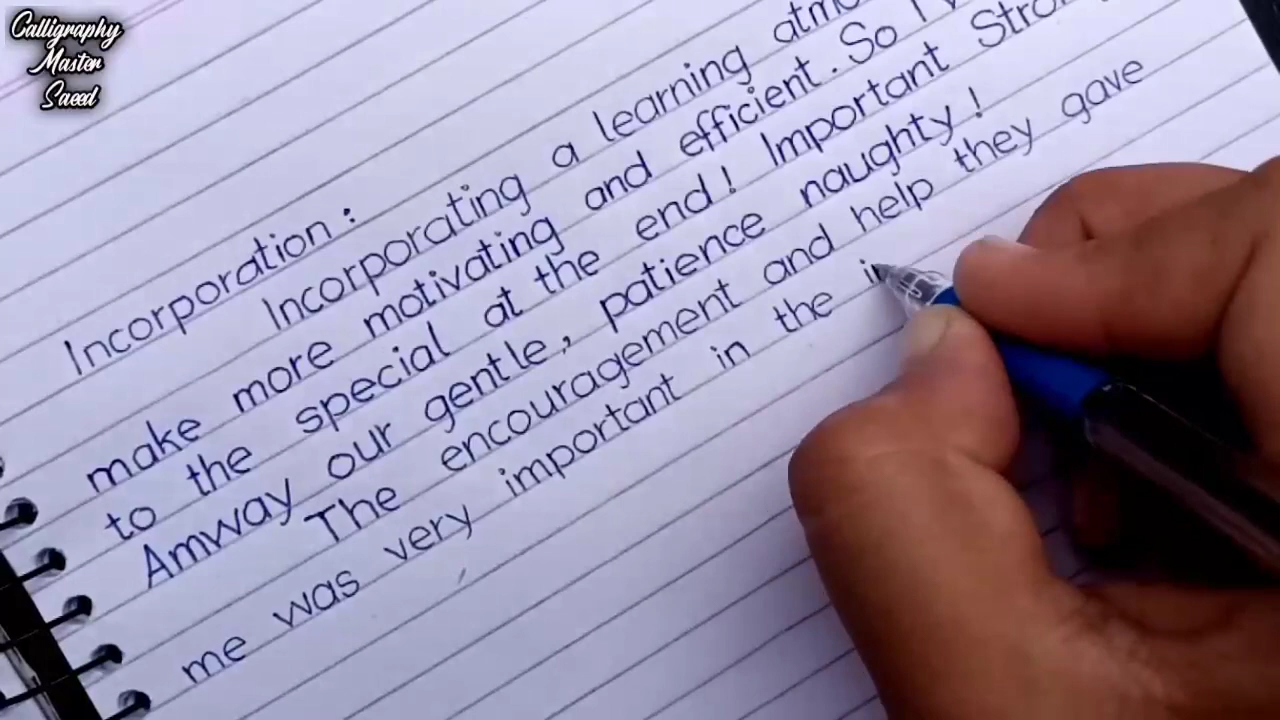 Calligraphy
Master
Saeed
Incorporation :
Incorporating a learning
make more motivating and efficient. So I
to the special at the end! Important
Amway our gentle, patience naughty!
The encouragement and help they gave
me was very important in the